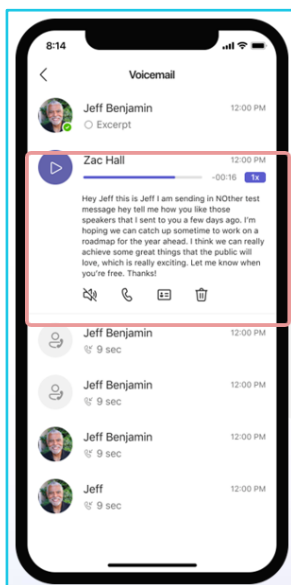 8:14
Voicemail
Jeff Benjamin 12:00 PM
Excerpt
Zac Hall 12:00 PM
-00:16 1x
Hey Jeff this is Jeff I am sending in NOther test
message hey tell me how you like those
speakers that I sent to you a few days ago. I'm
hoping we can catch up sometime to work on a
roadmap for the year ahead. I think we can really
achieve some great things that the public will
love, which is really exciting. Let me know when
you're free. Thanks!
Jeff Benjamin 12:00 PM
9 sec
Jeff Benjamin 12:00 PM
9 sec
Jeff Benjamin 12:00 PM
9 sec
Jeff 12:00 PM
9 sec